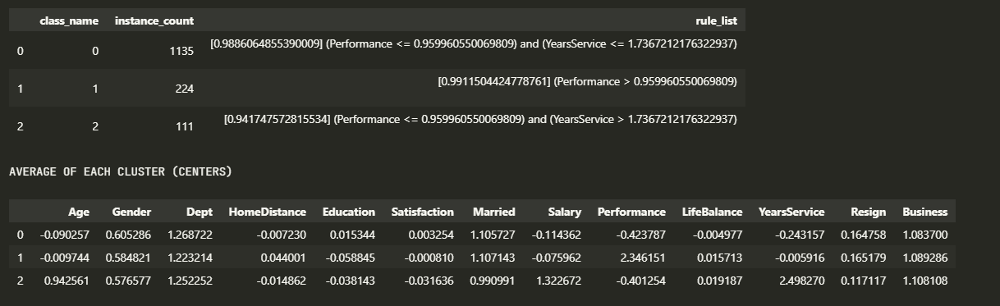 class_name instance_count rule_list
0 0 1135 [0.9886064855390009] (Performance <= 0.959960550069809) and (YearsService <= 1.7367212176322937)
1 1 224 [0.9911504424778761] (Performance > 0.959960550069809)
2 2 111 [0.941747572815534] (Performance <= 0.959960550069809) and (YearsService > 1.7367212176322937)
AVERAGE OF EACH CLUSTER (CENTERS)
Age Gender Dept HomeDistance Education Satisfaction Married Salary Performance LifeBalance YearsService Resign Business
0 -0.090257 0.605286 1.268722 -0.007230 0.015344 0.003254 1.105727 -0.114362 -0.423787 -0.004977 -0.243157 0.164758 1.083700
1 -0.009744 0.584821 1.223214 0.044001 -0.058845 -0.000810 1.107143 -0.075962 2.346151 0.015713 -0.005916 0.165179 1.089286
2 0.942561 0.576577 1.252252 -0.014862 -0.038143 -0.031636 0.990991 1.322672 -0.401254 0.019187 2.498270 0.117117 1.108108